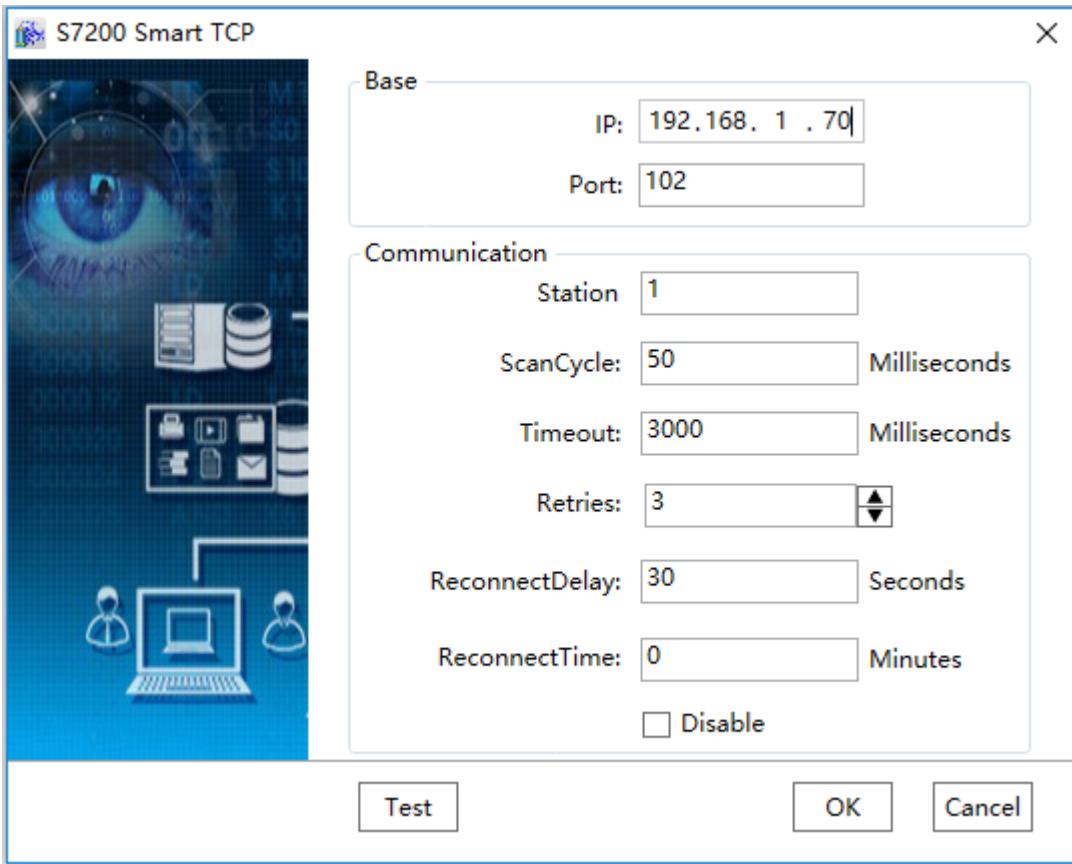 S7200 Smart TCP
Base
IP: 192.168. 1 . 70
Port: 102
Communication
Station 1
ScanCycle: 50 Milliseconds
Timeout: 3000 Milliseconds
Retries: 3
ReconnectDelay: 30 Seconds
ReconnectTime: 0 Minutes
Disable
Test OK Cancel